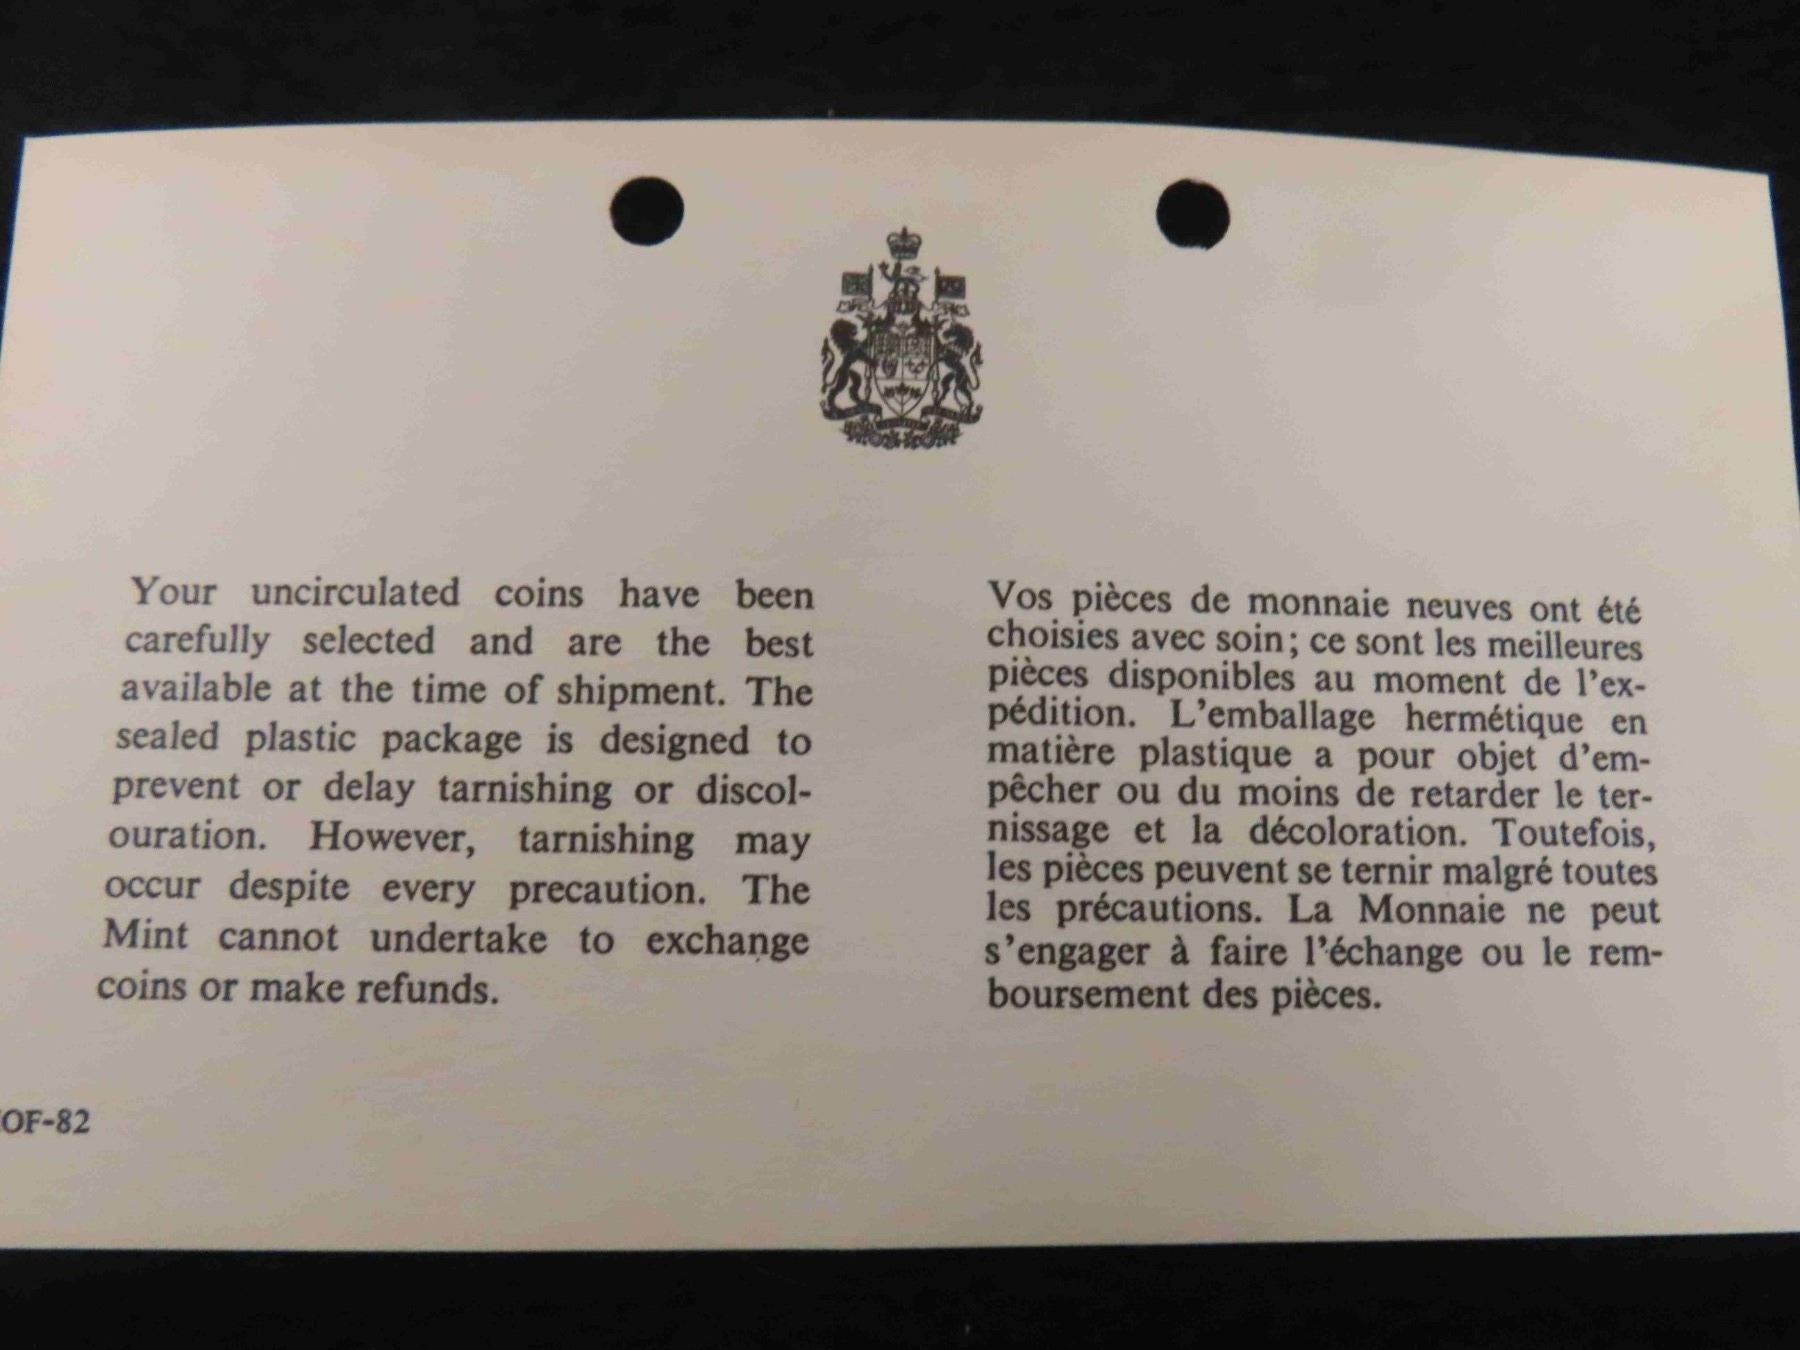 Your uncirculated coins have been
carefully selected and are the best
available at the time of shipment. The
sealed plastic package is designed to
prevent or delay tarnishing or discol-
ouration. However, tarnishing may
occur despite every precaution. The
Mint cannot undertake to exchange
coins or make refunds.
Vos pièces de monnaie neuves ont été
choisies avec soin; ce sont les meilleures
pièces disponibles au moment de l'ex-
pédition. L'emballage hermétique en
matière plastique a pour objet d'em-
pêcher ou du moins de retarder le ter-
nissage et la décoloration. Toutefois,
les pièces peuvent se ternir malgré toutes
les précautions. La Monnaie ne peut
s'engager à faire l'échange ou le rem-
boursement des pièces.
OF-82